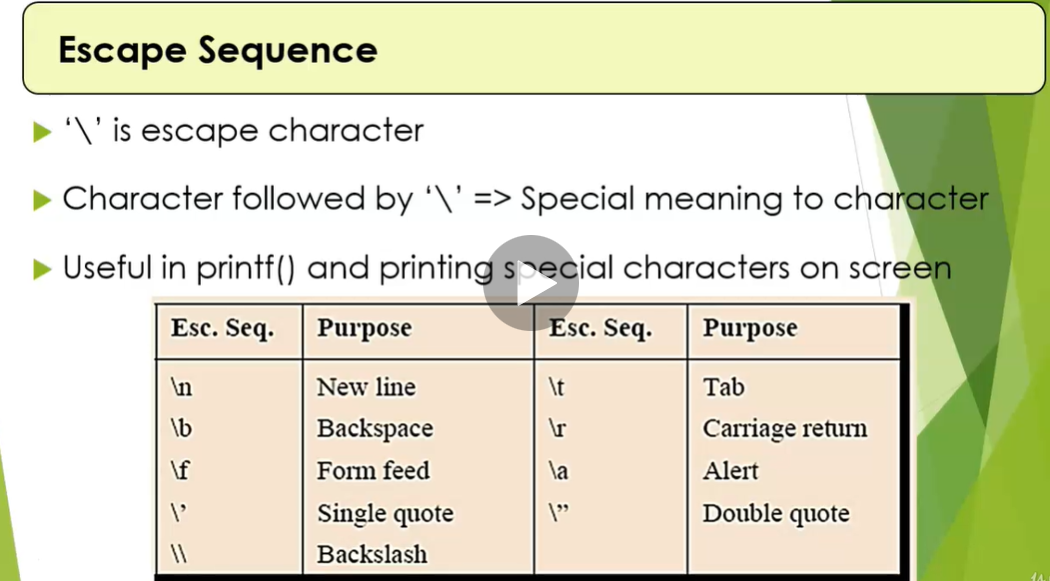 Escape Sequence
‘\’ is escape character
Character followed by ‘\’ => Special meaning to character
Useful in printf() and printing special characters on screen
Esc. Seq. Purpose Esc. Seq. Purpose
\n New line \t Tab
\b Backspace \r Carriage return
\f Form feed \a Alert
\’ Single quote \” Double quote
\\ Backslash
14